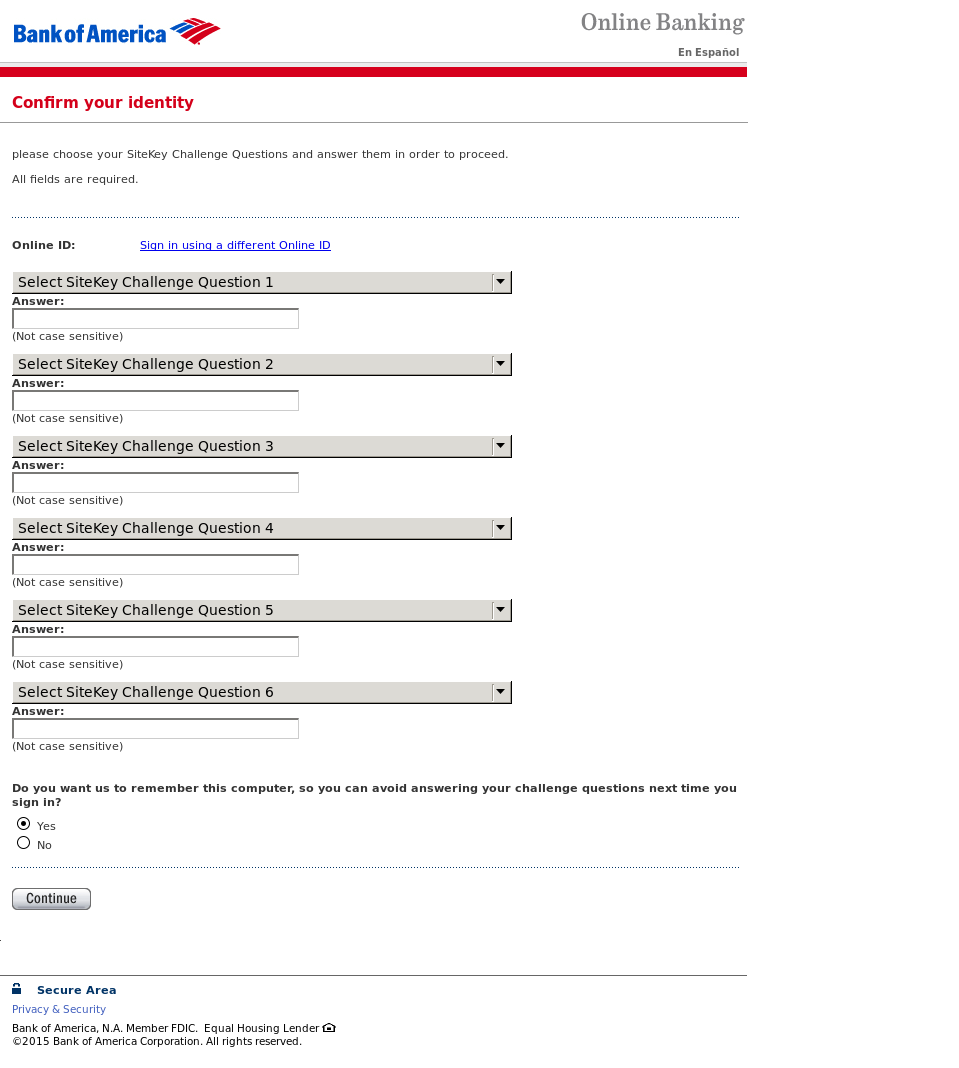 Bank of America
Online Banking
En Español
Confirm your identity
please choose your SiteKey Challenge Questions and answer them in order to proceed.
All fields are required.
Online ID: Sign in using a different Online ID
Select SiteKey Challenge Question 1
Answer:
(Not case sensitive)
Select SiteKey Challenge Question 2
Answer:
(Not case sensitive)
Select SiteKey Challenge Question 3
Answer:
(Not case sensitive)
Select SiteKey Challenge Question 4
Answer:
(Not case sensitive)
Select SiteKey Challenge Question 5
Answer:
(Not case sensitive)
Select SiteKey Challenge Question 6
Answer:
(Not case sensitive)
Do you want us to remember this computer, so you can avoid answering your challenge questions next time you
sign in?
Yes
No
Continue
Secure Area
Privacy & Security
Bank of America, N.A. Member FDIC. Equal Housing Lender
©2015 Bank of America Corporation. All rights reserved.